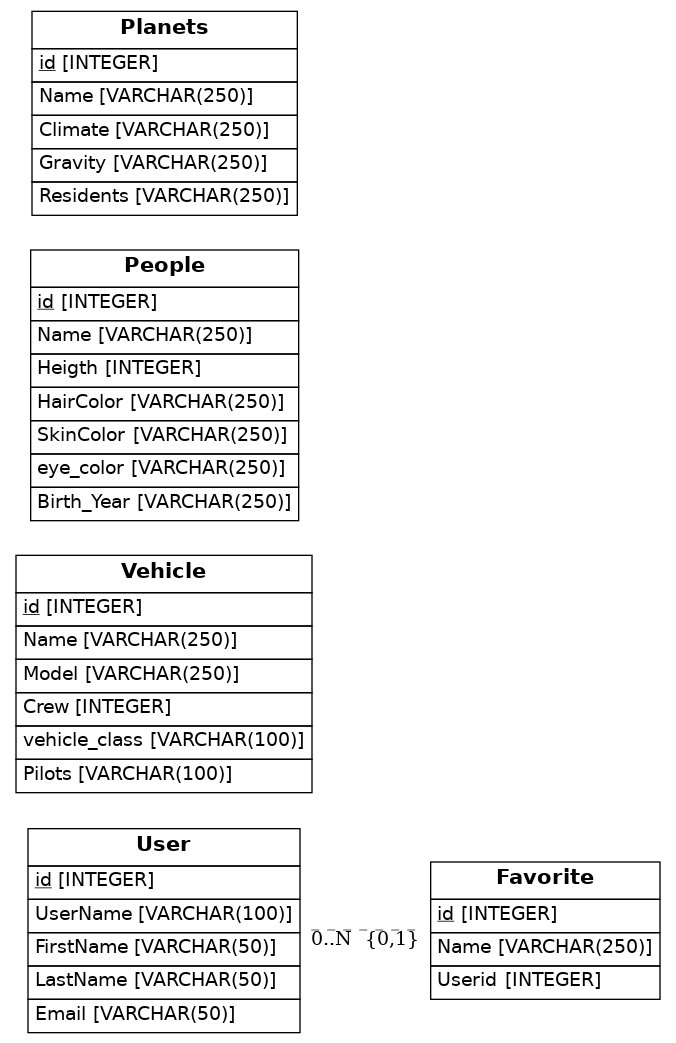 Planets
id [INTEGER]
Name [VARCHAR(250)]
Climate [VARCHAR(250)]
Gravity [VARCHAR(250)]
Residents [VARCHAR(250)]
People
id [INTEGER]
Name [VARCHAR(250)]
Heigth [INTEGER]
HairColor [VARCHAR(250)]
SkinColor [VARCHAR(250)]
eye_color [VARCHAR(250)]
Birth_Year [VARCHAR(250)]
Vehicle
id [INTEGER]
Name [VARCHAR(250)]
Model [VARCHAR(250)]
Crew [INTEGER]
vehicle_class [VARCHAR(100)]
Pilots [VARCHAR(100)]
User
id [INTEGER]
UserName [VARCHAR(100)]
FirstName [VARCHAR(50)]
LastName [VARCHAR(50)]
Email [VARCHAR(50)]
0..N {0,1}
Favorite
id [INTEGER]
Name [VARCHAR(250)]
Userid [INTEGER]